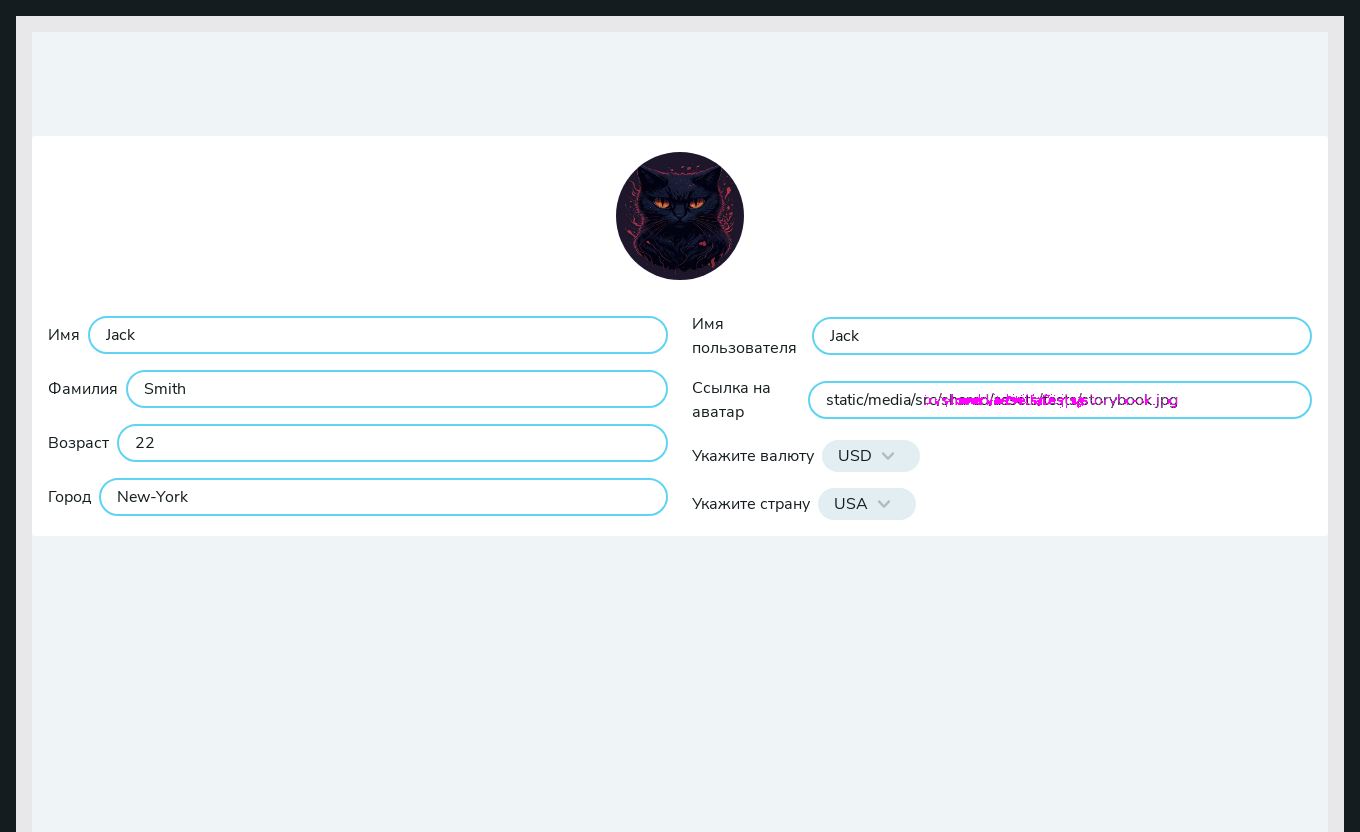 Имя Jack
Фамилия Smith
Возраст 22
Город New-York
Имя
пользователя
Jack
Ссылка на
аватар
static/media/src/shared/assets/tests/storybook.jpg
Укажите валюту USD
Укажите страну USA